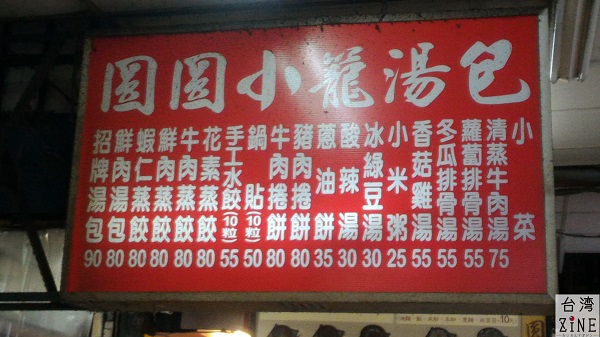 圓圓小籠湯包
招牌湯包 90
鮮肉湯包 80
蝦仁蒸餃 80
鮮肉蒸餃 80
牛肉蒸餃 80
花素蒸餃 80
手工水餃(10粒) 55
鍋貼(10粒) 50
牛肉捲餅 80
豬肉捲餅 80
蔥油餅 35
酸辣湯 30
冰綠豆湯 30
小米粥 25
香菇雞湯 55
冬瓜排骨湯 55
蘿蔔排骨湯 55
清蒸牛肉湯 75
小菜
台湾
ZiNE